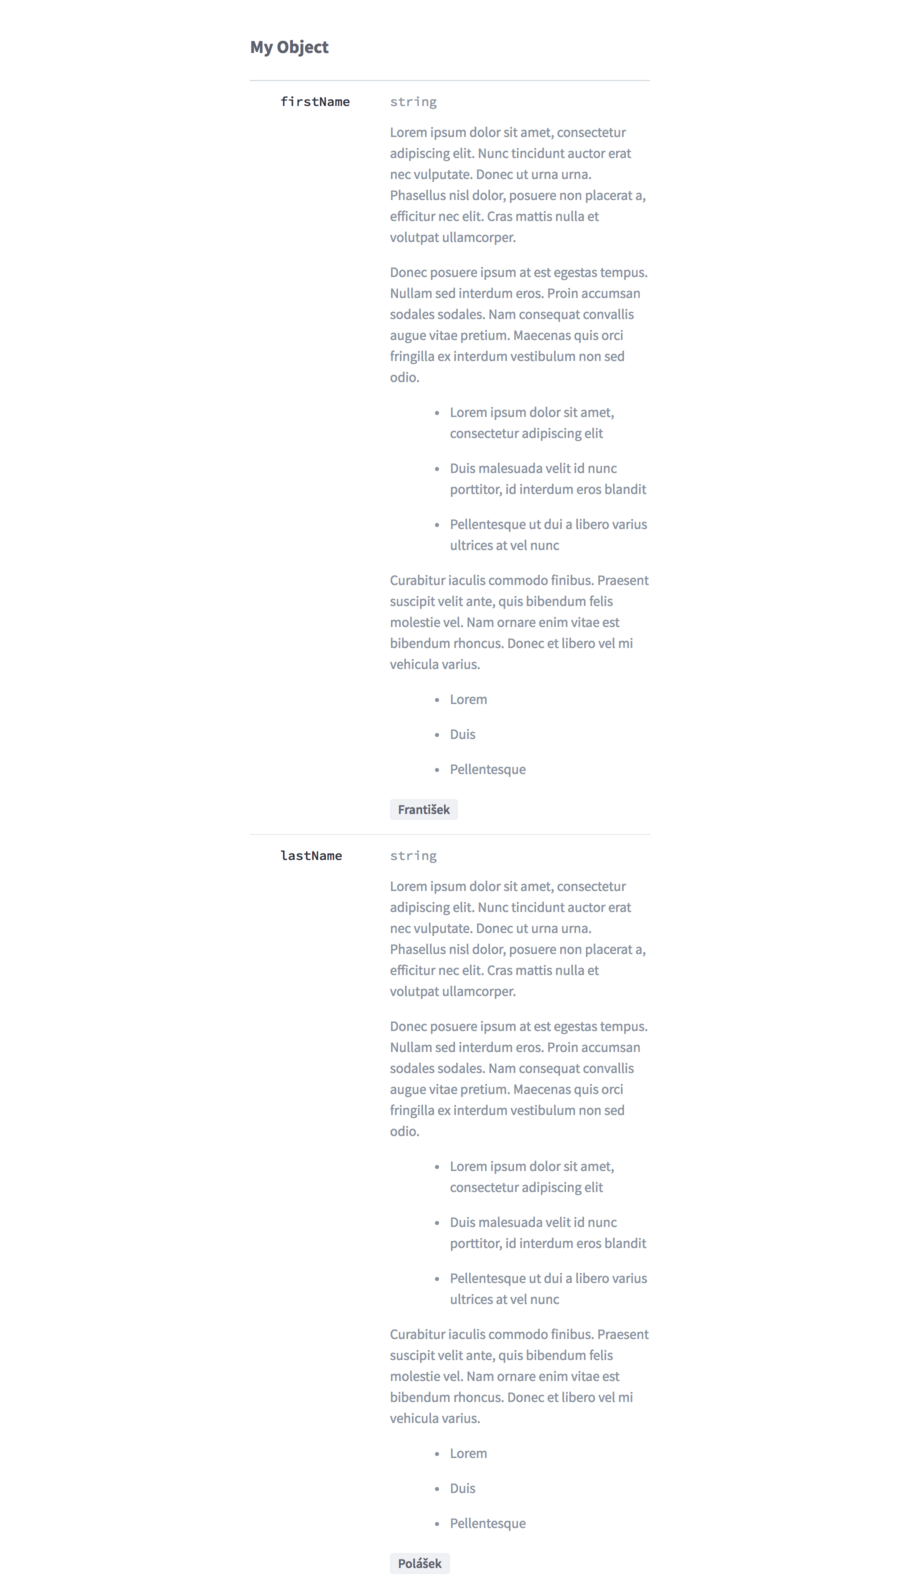 My Object
firstName string
Lorem ipsum dolor sit amet, consectetur
adipiscing elit. Nunc tincidunt auctor erat
nec vulputate. Donec ut urna urna.
Phasellus nisl dolor, posuere non placerat a,
efficitur nec elit. Cras mattis nulla et
volutpat ullamcorper.
Donec posuere ipsum at est egestas tempus.
Nullam sed interdum eros. Proin accumsan
sodales sodales. Nam consequat convallis
augue vitae pretium. Maecenas quis orci
fringilla ex interdum vestibulum non sed
odio.
• Lorem ipsum dolor sit amet,
consectetur adipiscing elit
• Duis malesuada velit id nunc
porttitor, id interdum eros blandit
• Pellentesque ut dui a libero varius
ultrices at vel nunc
Curabitur iaculis commodo finibus. Praesent
suscipit velit ante, quis bibendum felis
molestie vel. Nam ornare enim vitae est
bibendum rhoncus. Donec et libero vel mi
vehicula varius.
• Lorem
• Duis
• Pellentesque
František
lastName string
Lorem ipsum dolor sit amet, consectetur
adipiscing elit. Nunc tincidunt auctor erat
nec vulputate. Donec ut urna urna.
Phasellus nisl dolor, posuere non placerat a,
efficitur nec elit. Cras mattis nulla et
volutpat ullamcorper.
Donec posuere ipsum at est egestas tempus.
Nullam sed interdum eros. Proin accumsan
sodales sodales. Nam consequat convallis
augue vitae pretium. Maecenas quis orci
fringilla ex interdum vestibulum non sed
odio.
• Lorem ipsum dolor sit amet,
consectetur adipiscing elit
• Duis malesuada velit id nunc
porttitor, id interdum eros blandit
• Pellentesque ut dui a libero varius
ultrices at vel nunc
Curabitur iaculis commodo finibus. Praesent
suscipit velit ante, quis bibendum felis
molestie vel. Nam ornare enim vitae est
bibendum rhoncus. Donec et libero vel mi
vehicula varius.
• Lorem
• Duis
• Pellentesque
Polášek